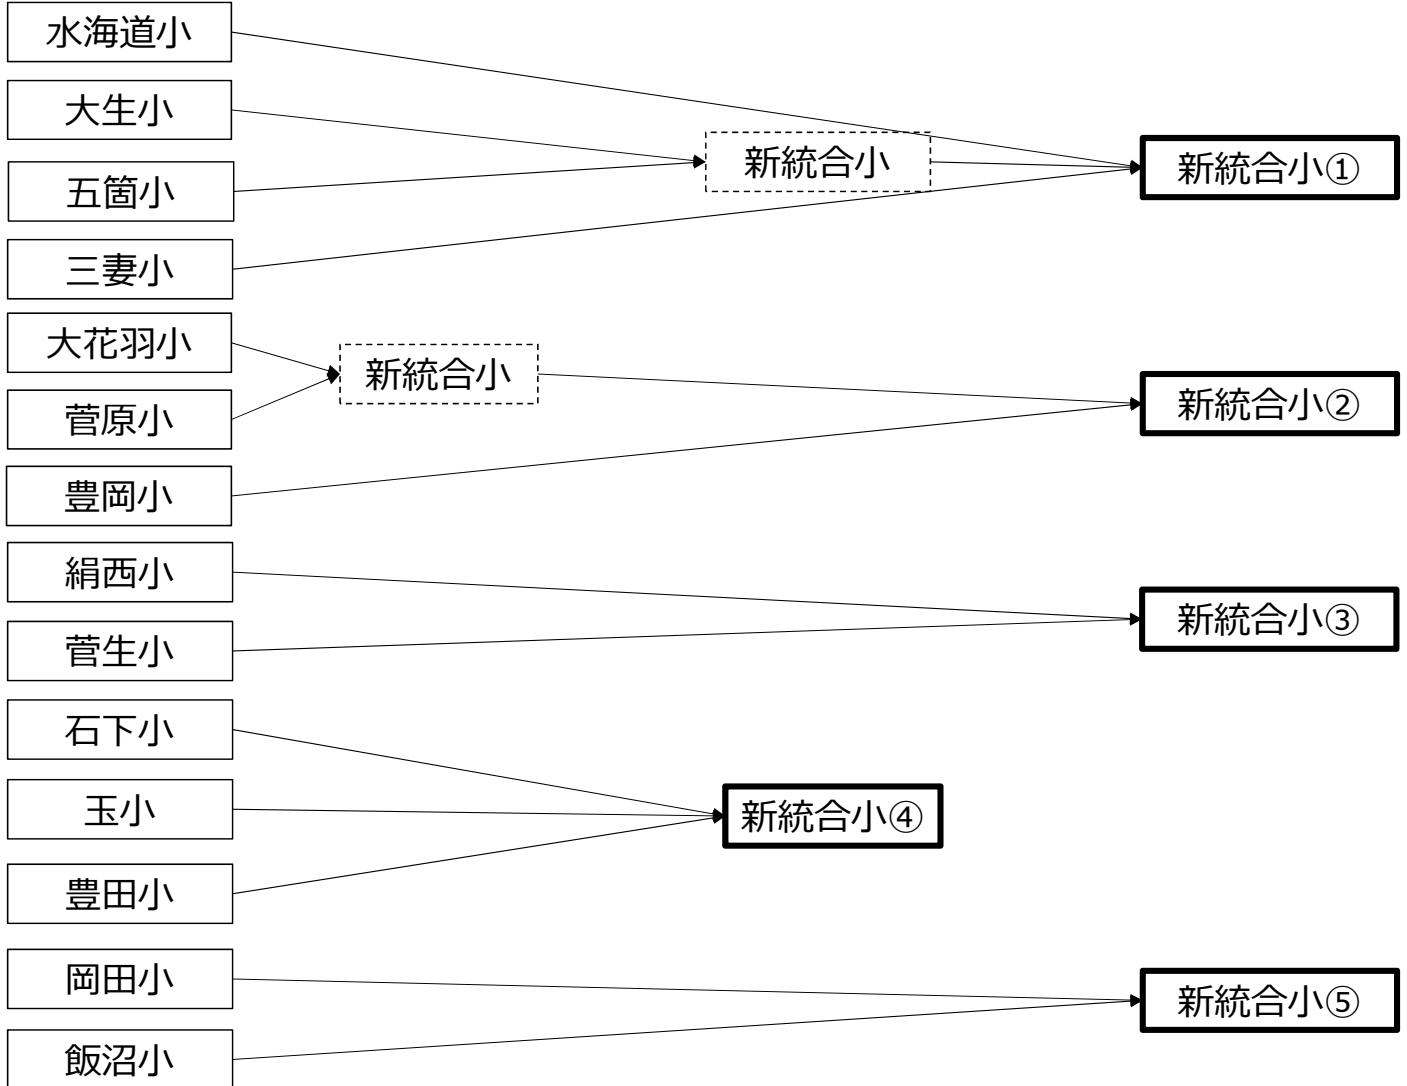 水海道小
大生小
五箇小
三妻小
大花羽小
菅原小
豊岡小
絹西小
菅生小
石下小
玉小
豊田小
岡田小
飯沼小
新統合小
新統合小
新統合小①
新統合小②
新統合小③
新統合小④
新統合小⑤